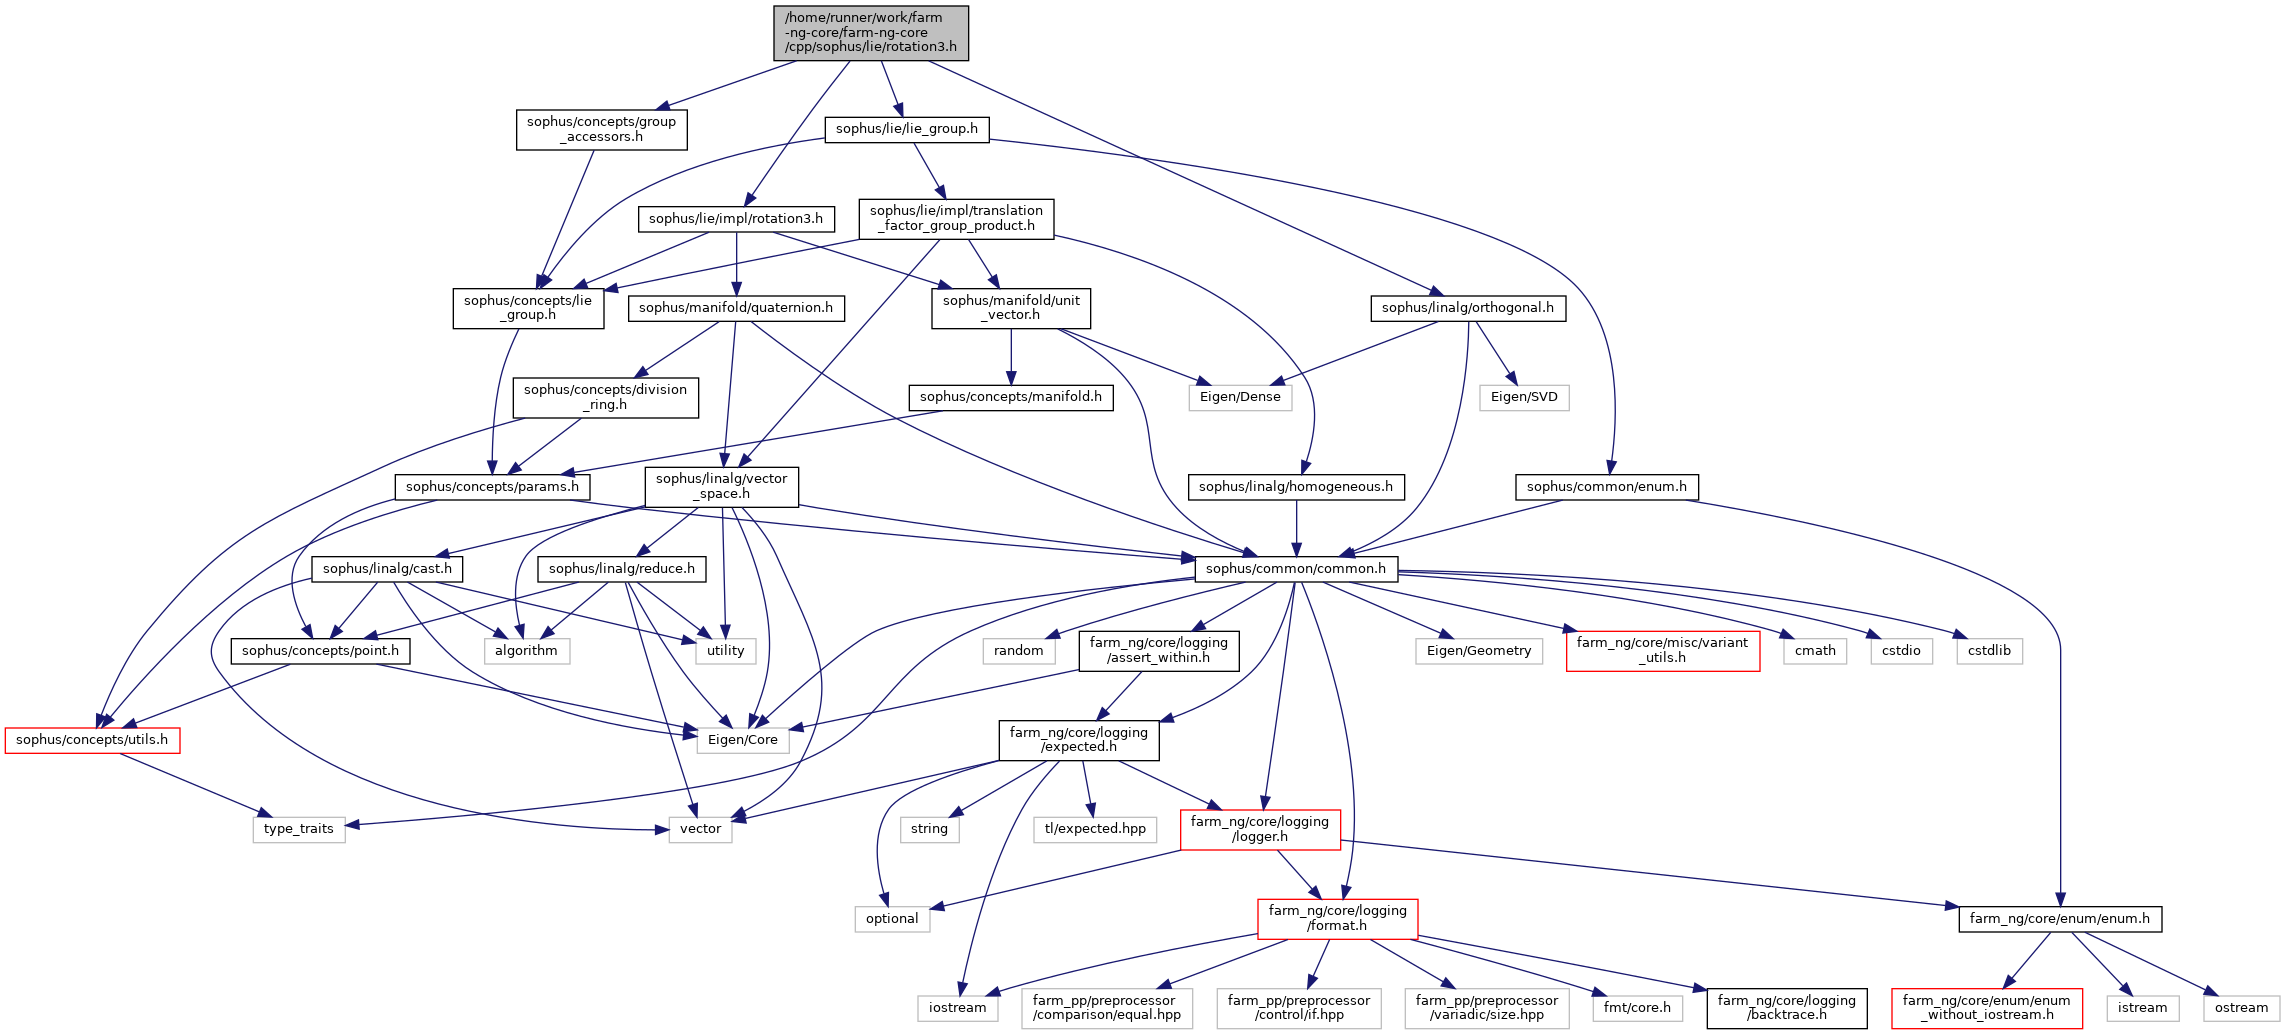 /home/runner/work/farm
-ng-core/farm-ng-core
/cpp/sophus/lie/rotation3.h
sophus/concepts/group
_accessors.h
sophus/lie/lie_group.h
sophus/lie/impl/rotation3.h
sophus/lie/impl/translation
_factor_group_product.h
sophus/concepts/lie
_group.h
sophus/manifold/quaternion.h
sophus/manifold/unit
_vector.h
sophus/linalg/orthogonal.h
sophus/concepts/division
_ring.h
sophus/concepts/manifold.h
Eigen/Dense
Eigen/SVD
sophus/concepts/params.h
sophus/linalg/vector
_space.h
sophus/linalg/homogeneous.h
sophus/common/enum.h
sophus/linalg/cast.h
sophus/linalg/reduce.h
sophus/common/common.h
sophus/concepts/point.h
algorithm
utility
random
farm_ng/core/logging
/assert_within.h
Eigen/Geometry
farm_ng/core/misc/variant
_utils.h
cmath
cstdio
cstdlib
sophus/concepts/utils.h
Eigen/Core
farm_ng/core/logging
/expected.h
type_traits
vector
string
tl/expected.hpp
farm_ng/core/logging
/logger.h
optional
farm_ng/core/logging
/format.h
farm_ng/core/enum/enum.h
iostream
farm_pp/preprocessor
/comparison/equal.hpp
farm_pp/preprocessor
/control/if.hpp
farm_pp/preprocessor
/variadic/size.hpp
fmt/core.h
farm_ng/core/logging
/backtrace.h
farm_ng/core/enum/enum
_without_iostream.h
istream
ostream